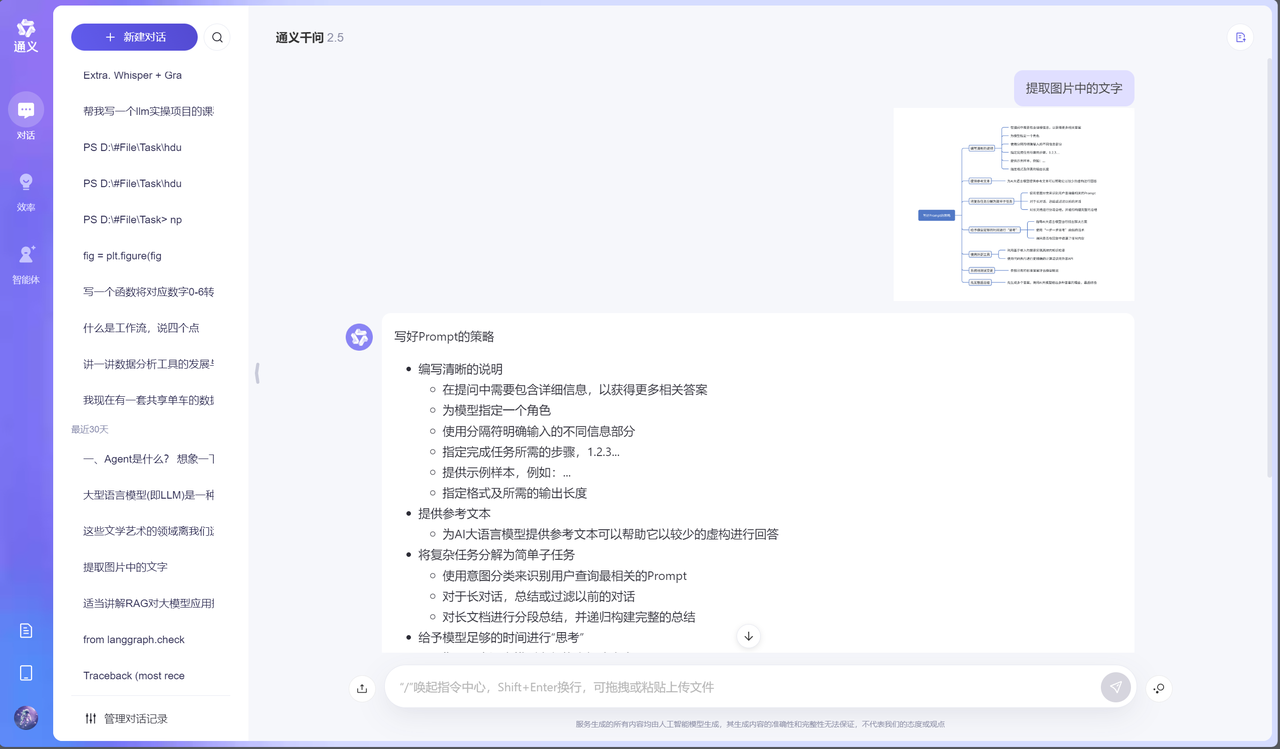 通义
对话
效率
智能体
新建对话
Extra. Whisper + Gra
帮我写一个llm实操项目的课
PS D:\#File\Task\hdu
PS D:\#File\Task\hdu
PS D:\#File\Task> np
fig = plt.figure(fig
写一个函数将对应数字0-6转
什么是工作流，说四个点
讲一讲数据分析工具的发展
我现在有一套共享单车的数据
最近30天
一、Agent是什么？ 想象一下
大型语言模型(即LLM)是一种
这些文学艺术的领域离我们
提取图片中的文字
适当讲解RAG对大模型应用
from langgraph.check
Traceback (most rece
管理对话记录
通义千问 2.5
提取图片中的文字
写好Prompt的策略
编写清晰的说明
在提问中需要包含详细信息，以获得更多相关答案
为模型指定一个角色
使用分隔符明确输入的不同信息部分
指定完成任务所需的步骤，1.2.3...
提供示例样本，例如：...
指定格式及所需的输出长度
提供参考文本
为AI大语言模型提供参考文本可以帮助它以较少的虚构进行回答
将复杂任务分解为简单子任务
使用意图分类来识别用户查询最相关的Prompt
对于长对话，总结或过滤以前的对话
对长文档进行分段总结，并递归构建完整的总结
给予模型足够的时间进行“思考”
“/”唤起指令中心，Shift+Enter换行，可拖拽或粘贴上传文件
服务生成的所有内容均由人工智能模型生成，其生成内容的准确性和完整性无法保证，不代表我们的态度或观点